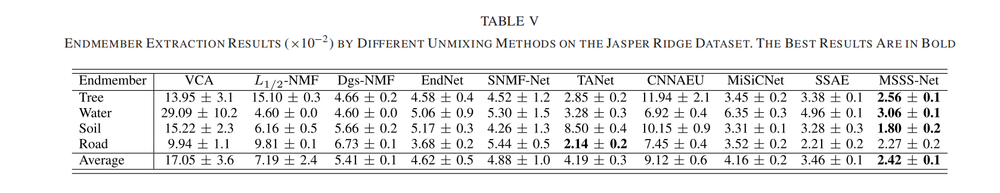 TABLE V
ENDMEMBER EXTRACTION RESULTS (×10⁻²) BY DIFFERENT UNMIXING METHODS ON THE JASPER RIDGE DATASET. THE BEST RESULTS ARE IN BOLD
Endmember VCA L₁/₂-NMF Dgs-NMF EndNet SNMF-Net TANet CNNAEU MiSiCNet SSAE MSSS-Net
Tree 13.95 ± 3.1 15.10 ± 0.3 4.66 ± 0.2 4.58 ± 0.4 4.52 ± 1.2 2.85 ± 0.2 11.94 ± 2.1 3.45 ± 0.2 3.38 ± 0.1 2.56 ± 0.1
Water 29.09 ± 10.2 4.60 ± 0.0 4.60 ± 0.0 5.06 ± 0.9 5.30 ± 1.5 3.28 ± 0.3 6.92 ± 0.4 6.35 ± 0.3 4.96 ± 0.1 3.06 ± 0.1
Soil 15.22 ± 2.3 6.16 ± 0.5 5.66 ± 0.2 5.17 ± 0.3 4.26 ± 1.3 8.50 ± 0.4 10.15 ± 0.9 3.31 ± 0.1 3.28 ± 0.3 1.80 ± 0.2
Road 9.94 ± 1.1 9.81 ± 0.1 6.73 ± 0.1 3.68 ± 0.2 5.44 ± 0.5 2.14 ± 0.2 7.45 ± 0.4 3.52 ± 0.2 2.21 ± 0.2 2.27 ± 0.2
Average 17.05 ± 3.6 7.19 ± 2.4 5.41 ± 0.1 4.62 ± 0.5 4.88 ± 1.0 4.19 ± 0.3 9.12 ± 0.6 4.16 ± 0.2 3.46 ± 0.1 2.42 ± 0.1